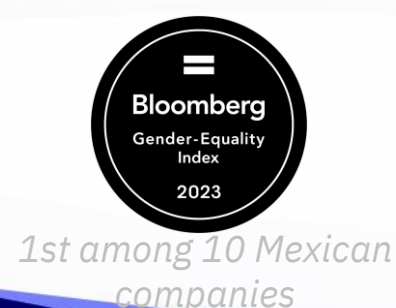 Bloomberg
Gender-Equality
Index
2023
1st among 10 Mexican
companies